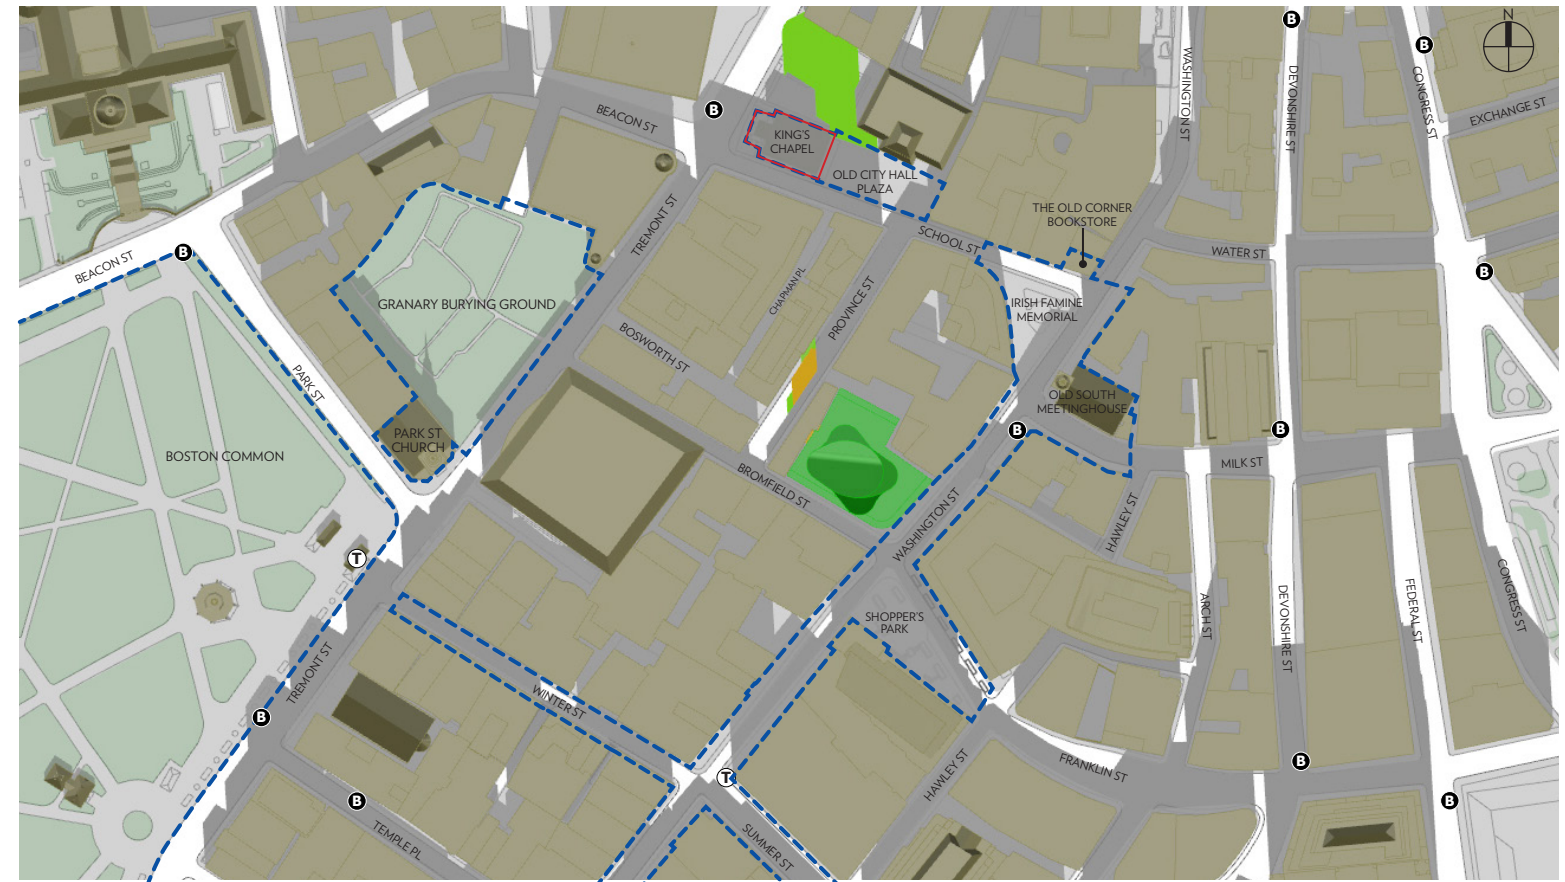 B
B
B
N
WASHINGTON ST
DEVONSHIRE ST
CONGRESS ST
EXCHANGE ST
BEACON ST
KING'S
CHAPEL
OLD CITY HALL
PLAZA
TREMONT ST
THE OLD CORNER
BOOKSTORE
SCHOOL ST
WATER ST
B
BEACON ST
B
CHAPMAN PL
PROVINCE ST
GRANARY BURYING GROUND
IRISH FAMINE
MEMORIAL
BOSWORTH ST
PARK ST
OLD SOUTH
MEETINGHOUSE
PARK ST
CHURCH
B
B
BOSTON COMMON
MILK ST
BROMFIELD ST
WASHINGTON ST
HAWLEY ST
T
CONGRESS ST
ARCH ST
DEVONSHIRE ST
FEDERAL ST
SHOPPER'S
PARK
TREMONT ST
WINTER ST
B
FRANKLIN ST
B
HAWLEY ST
T
B
B
TEMPLE PL
SUMMER ST